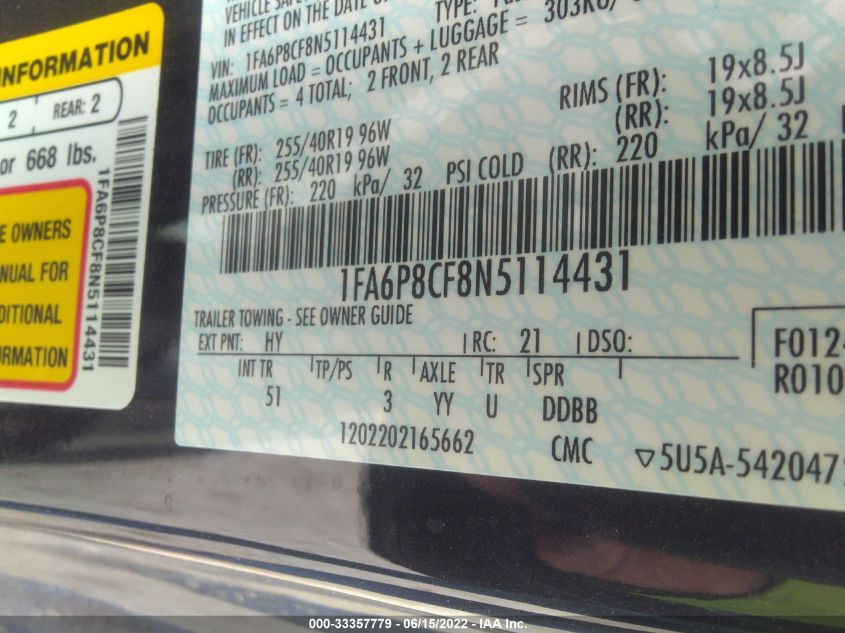 VEHICLE
IN EFFECT ON THE DATE OF
VIN: 1FA6P8CF8N5114431
TYPE:
MAXIMUM LOAD = OCCUPANTS + LUGGAGE = 303KG/
OCCUPANTS = 4 TOTAL; 2 FRONT, 2 REAR
RIMS (FR): 19x8.5J
(RR): 19x8.5J
TIRE (FR): 255/40R19 96W
(RR): 255/40R19 96W
PRESSURE (FR): 220 kPa/ 32 PSI COLD (RR): 220 kPa/ 32
1FA6P8CF8N5114431
TRAILER TOWING - SEE OWNER GUIDE
EXT PNT: HY RC: 21 DSO:
INT TR TP/PS R AXLE TR SPR
51 3 YY U DDBB
1202202165662 CMC ▽5U5A-5420472
F012
R010
INFORMATION
2 REAR: 2
or 668 lbs.
E OWNERS
NUAL FOR
DITIONAL
ORMATION
1FA6P8CF8N5114431
000-33357779 - 06/15/2022 - IAA Inc.